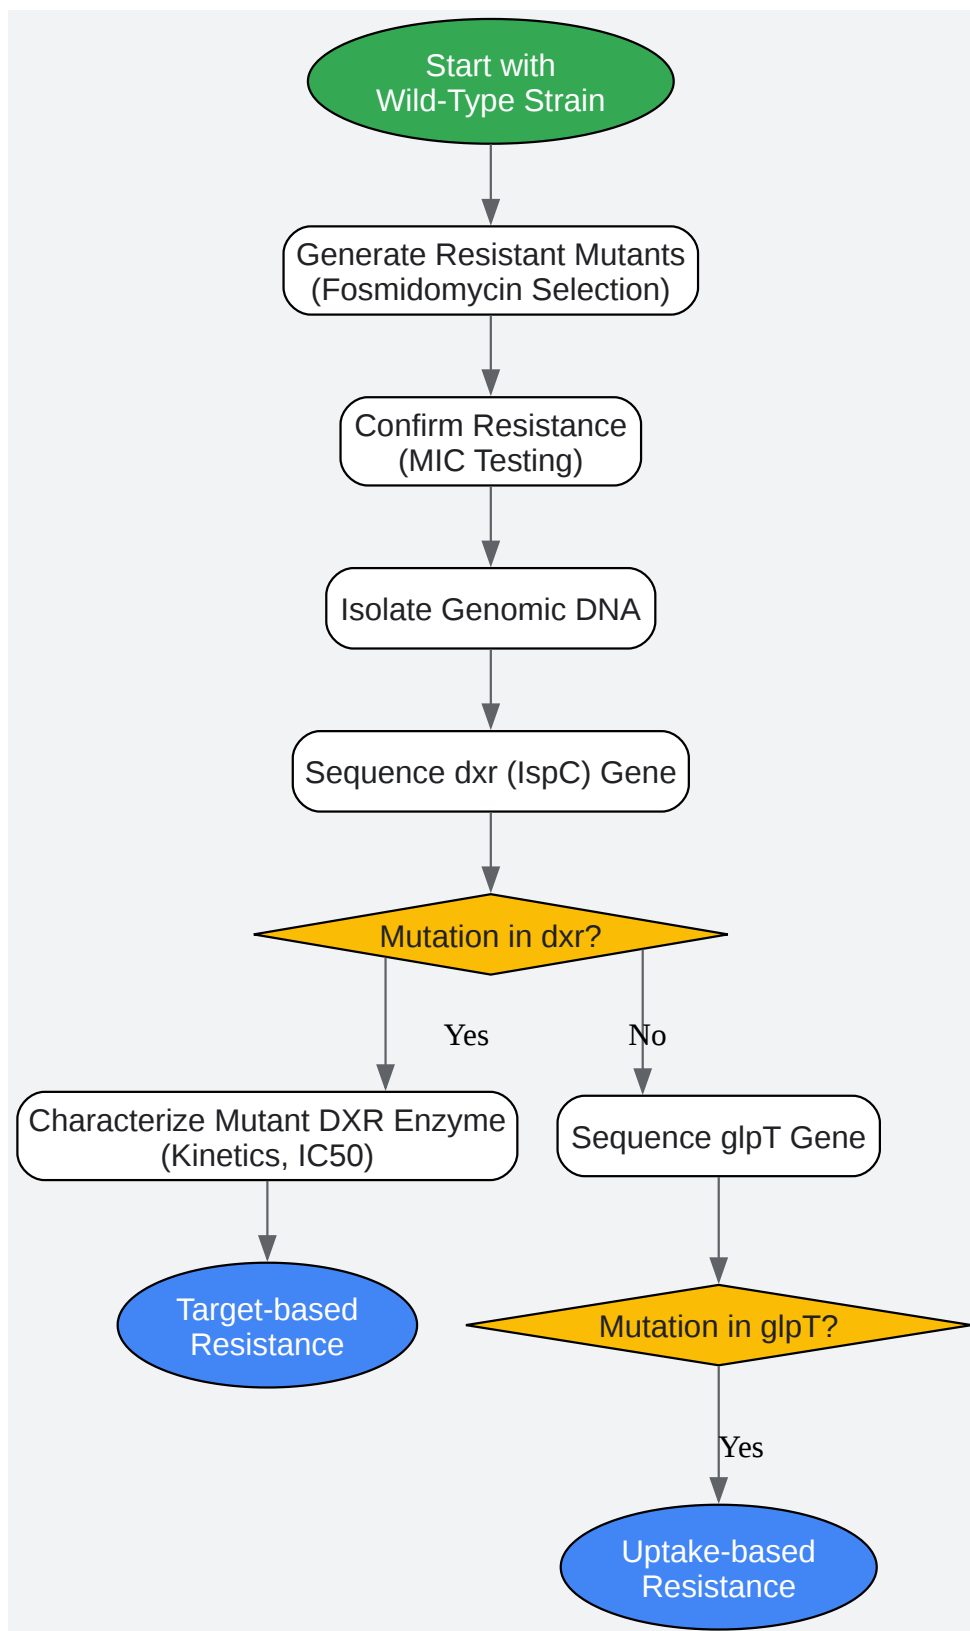 Start with
Wild-Type Strain
Generate Resistant Mutants
(Fosmidomycin Selection)
Confirm Resistance
(MIC Testing)
Isolate Genomic DNA
Sequence dxr (IspC) Gene
Mutation in dxr?
Yes
No
Characterize Mutant DXR Enzyme
(Kinetics, IC50)
Sequence glpT Gene
Target-based
Resistance
Mutation in glpT?
Yes
Uptake-based
Resistance